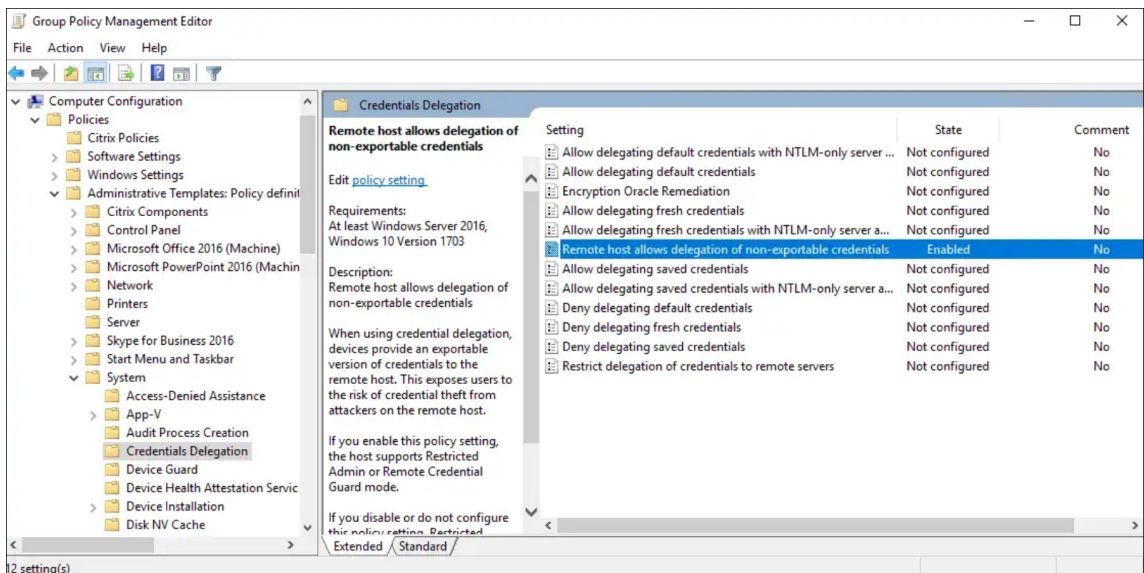 Group Policy Management Editor
File Action View Help
Computer Configuration
Policies
Citrix Policies
Software Settings
Windows Settings
Administrative Templates: Policy definit
Citrix Components
Control Panel
Microsoft Office 2016 (Machine)
Microsoft PowerPoint 2016 (Machin
Network
Printers
Server
Skype for Business 2016
Start Menu and Taskbar
System
Access-Denied Assistance
App-V
Audit Process Creation
Credentials Delegation
Device Guard
Device Health Attestation Servic
Device Installation
Disk NV Cache
Credentials Delegation
Remote host allows delegation of
non-exportable credentials
Edit policy setting
Requirements:
At least Windows Server 2016,
Windows 10 Version 1703
Description:
Remote host allows delegation of
non-exportable credentials
When using credential delegation,
devices provide an exportable
version of credentials to the
remote host. This exposes users to
the risk of credential theft from
attackers on the remote host.
If you enable this policy setting,
the host supports Restricted
Admin or Remote Credential
Guard mode.
If you disable or do not configure
this policy setting, Restricted
Setting State Comment
Allow delegating default credentials with NTLM-only server ... Not configured No
Allow delegating default credentials Not configured No
Encryption Oracle Remediation Not configured No
Allow delegating fresh credentials Not configured No
Allow delegating fresh credentials with NTLM-only server a... Not configured No
Remote host allows delegation of non-exportable credentials Enabled No
Allow delegating saved credentials Not configured No
Allow delegating saved credentials with NTLM-only server a... Not configured No
Deny delegating default credentials Not configured No
Deny delegating fresh credentials Not configured No
Deny delegating saved credentials Not configured No
Restrict delegation of credentials to remote servers Not configured No
Extended Standard
12 setting(s)